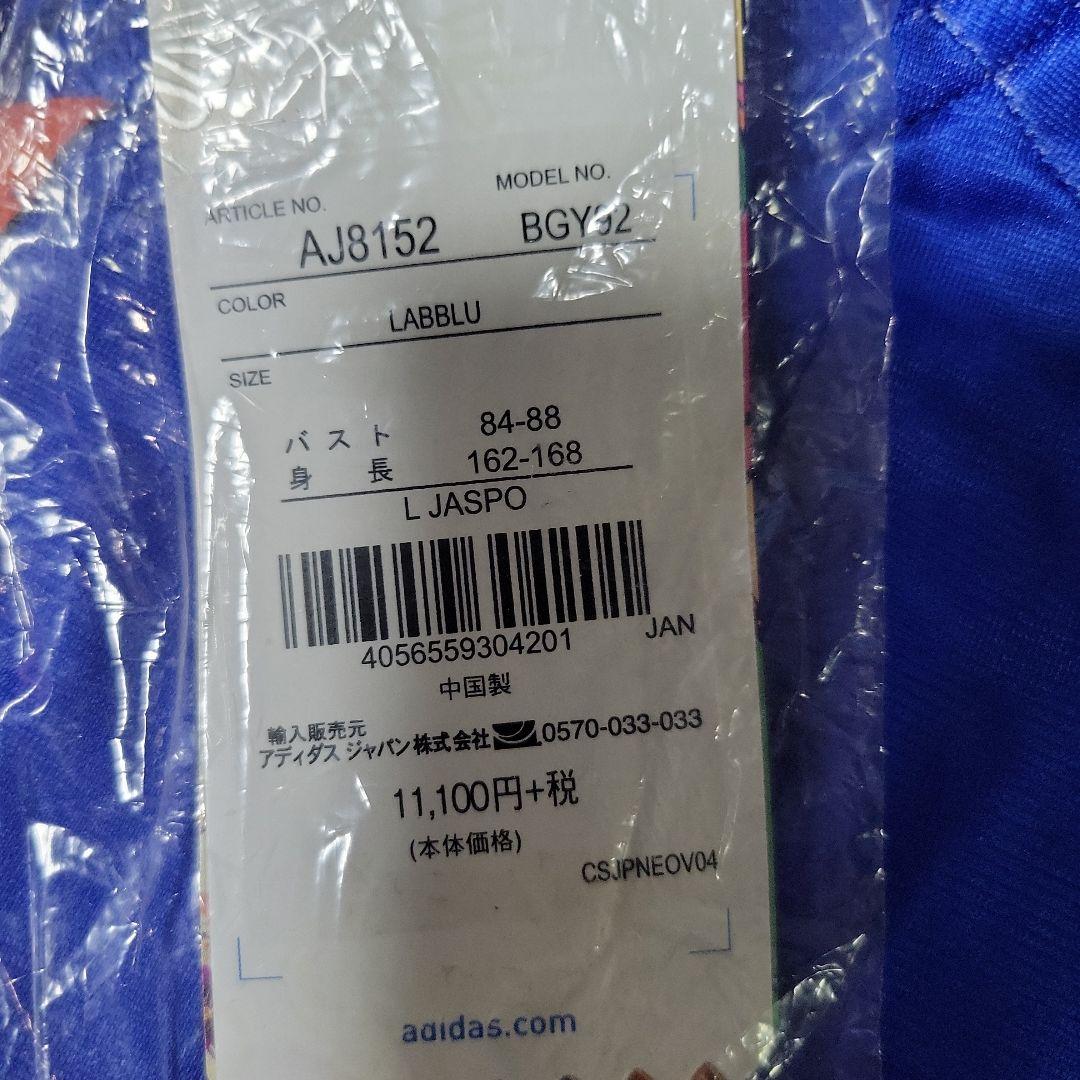 ARTICLE NO.
MODEL NO.
AJ8152
BGY92
COLOR
LABBLU
SIZE
バスト 84-88
身長 162-168
L JASPO
4056559304201
JAN
中国製
輸入販売元
アディダス ジャパン株式会社 0570-033-033
11,100円+税
(本体価格)
CSJPNEOV04
adidas.com